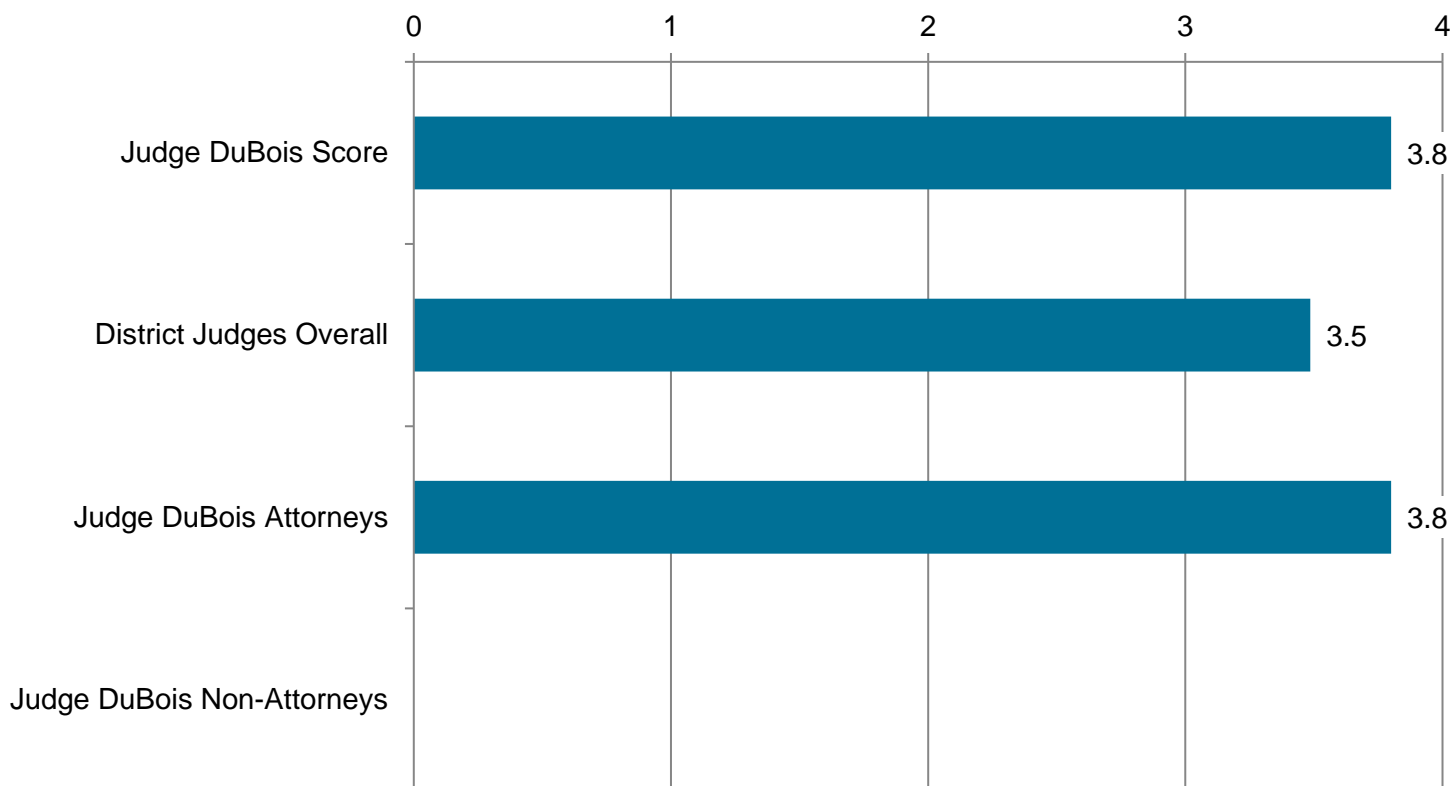 0 1 2 3 4
Judge DuBois Score 3.8
District Judges Overall 3.5
Judge DuBois Attorneys 3.8
Judge DuBois Non-Attorneys